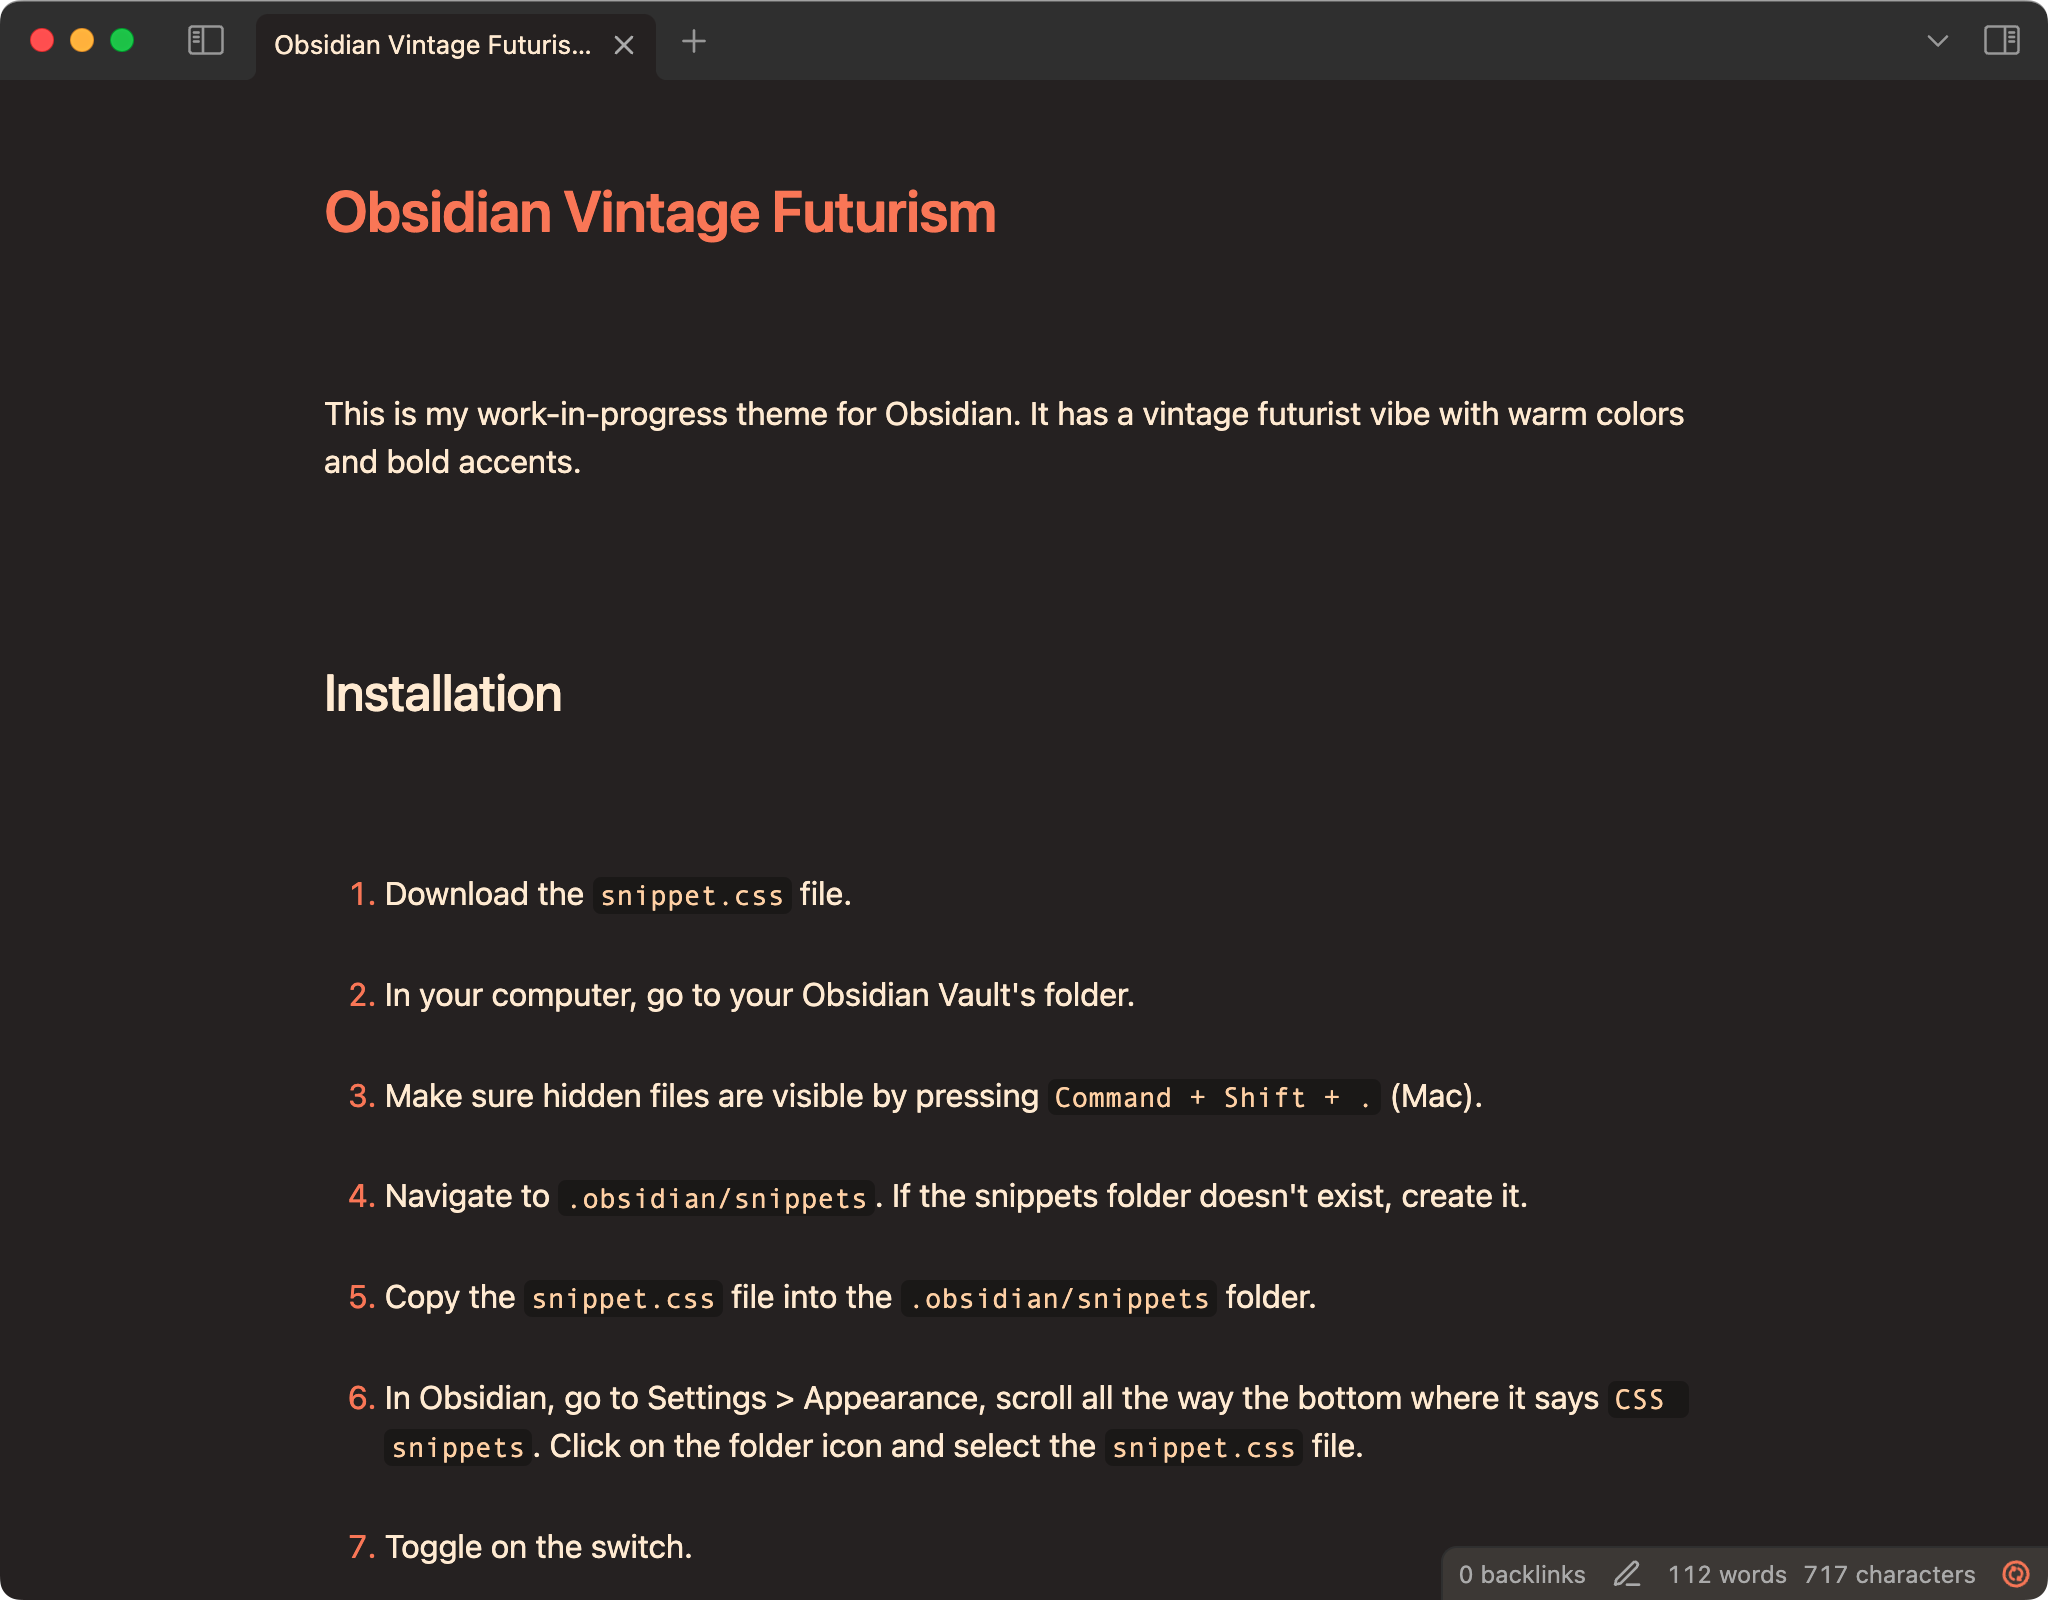 Obsidian Vintage Futuris...
Obsidian Vintage Futurism
This is my work-in-progress theme for Obsidian. It has a vintage futurist vibe with warm colors
and bold accents.
Installation
1. Download the snippet.css file.
2. In your computer, go to your Obsidian Vault's folder.
3. Make sure hidden files are visible by pressing Command + Shift + . (Mac).
4. Navigate to .obsidian/snippets. If the snippets folder doesn't exist, create it.
5. Copy the snippet.css file into the .obsidian/snippets folder.
6. In Obsidian, go to Settings > Appearance, scroll all the way the bottom where it says CSS
snippets. Click on the folder icon and select the snippet.css file.
7. Toggle on the switch.
0 backlinks 112 words 717 characters